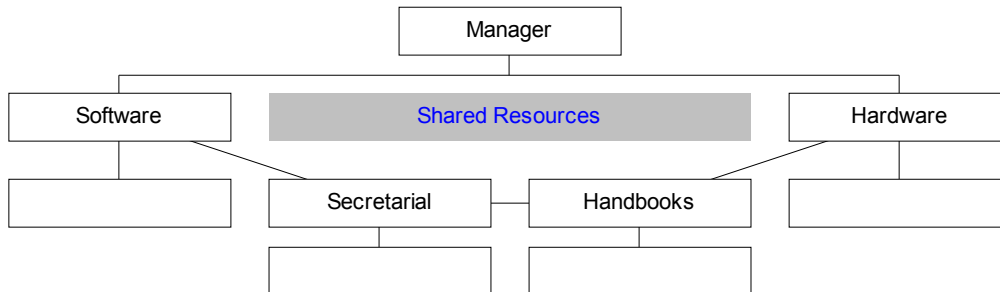 Manager
Software
Shared Resources
Hardware
Secretarial
Handbooks